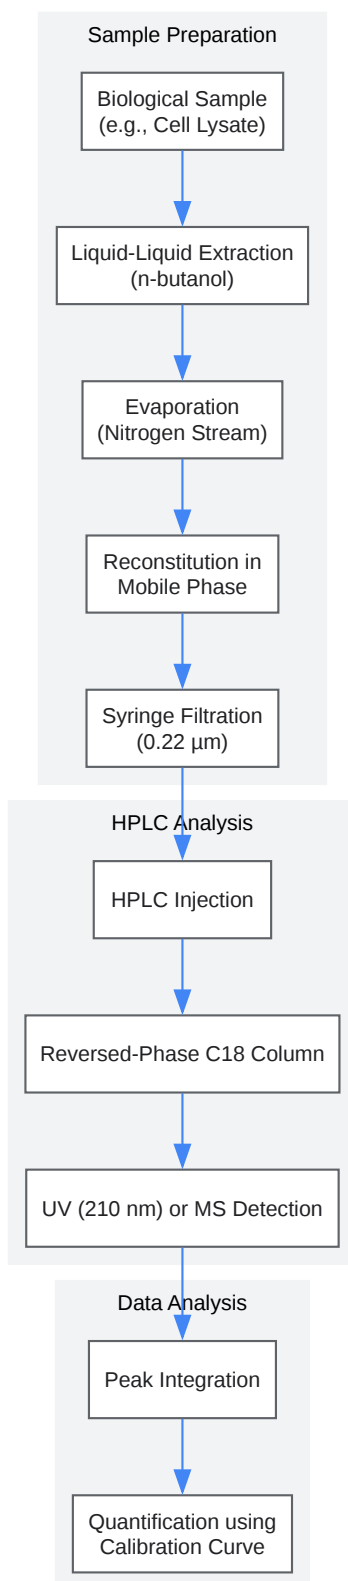 Sample Preparation
Biological Sample
(e.g., Cell Lysate)
Liquid-Liquid Extraction
(n-butanol)
Evaporation
(Nitrogen Stream)
Reconstitution in
Mobile Phase
Syringe Filtration
(0.22 µm)
HPLC Analysis
HPLC Injection
Reversed-Phase C18 Column
UV (210 nm) or MS Detection
Data Analysis
Peak Integration
Quantification using
Calibration Curve